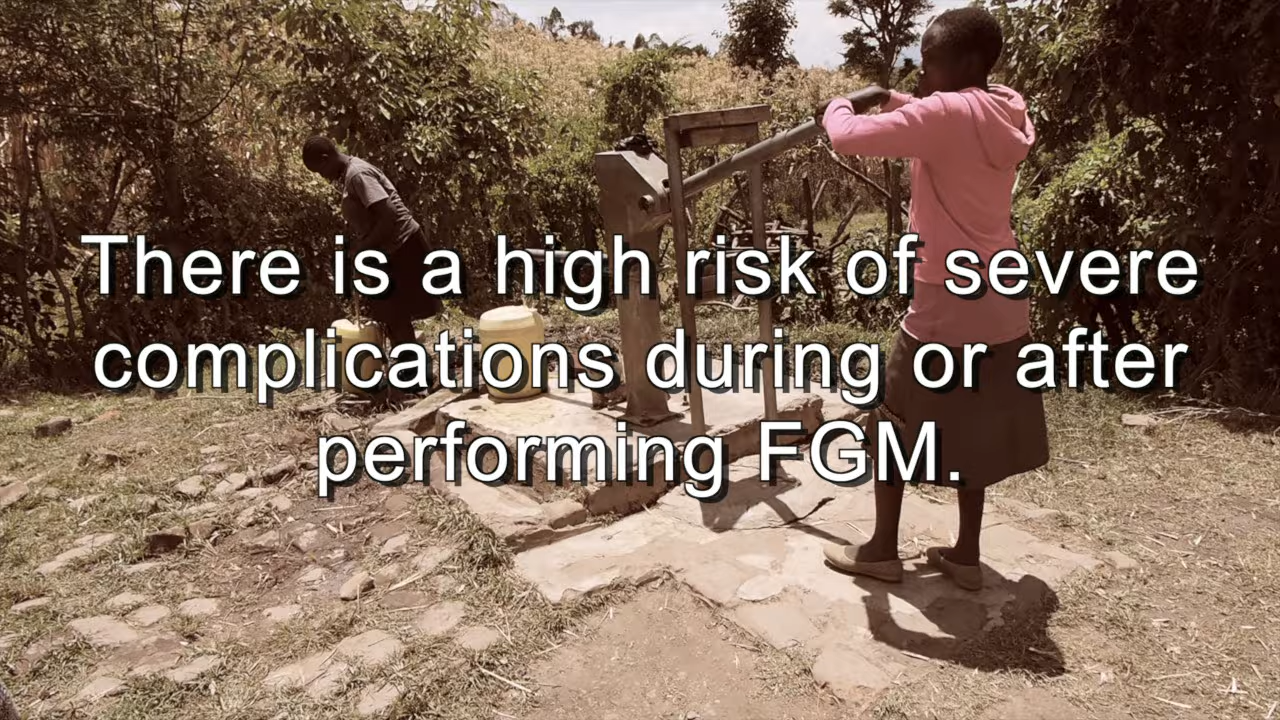 There is a high risk of severe
complications during or after
performing FGM.